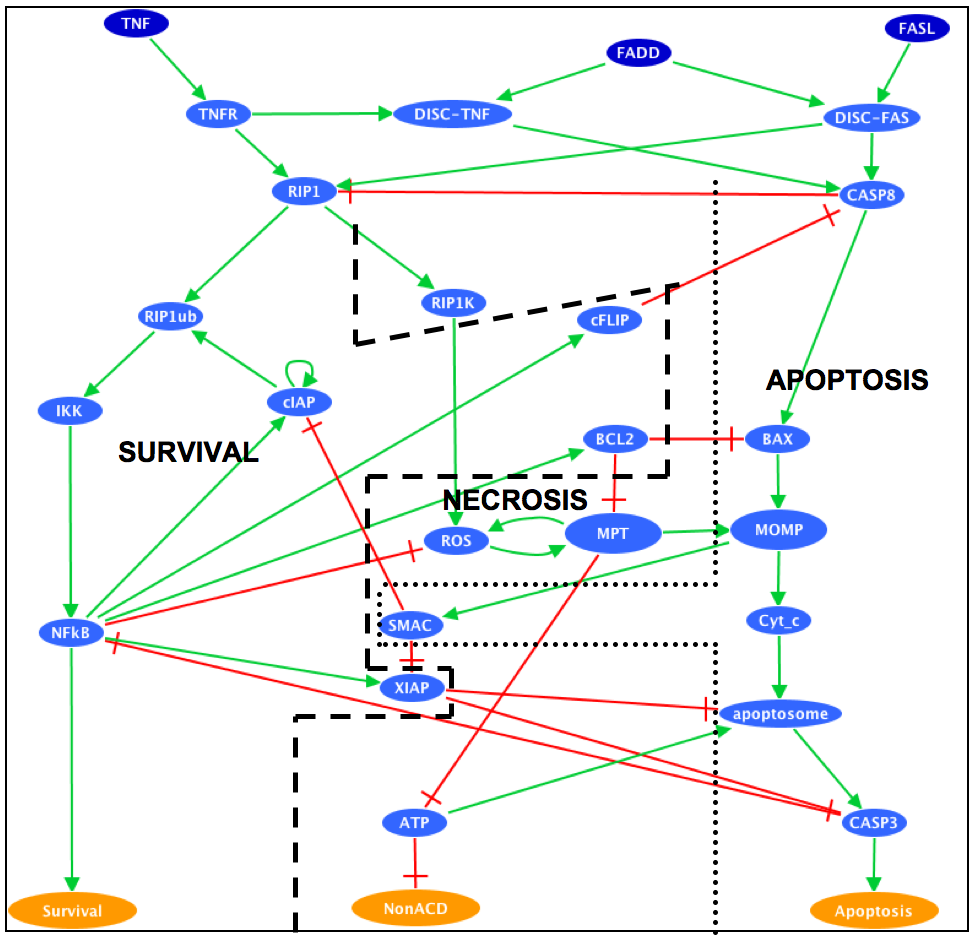 TNF
FASL
FADD
TNFR
DISC-TNF
DISC-FAS
RIP1
CASP8
RIP1K
RIP1ub
cFLIP
APOPTOSIS
cIAP
IKK
BCL2
BAX
SURVIVAL
NECROSIS
ROS
MPT
MOMP
SMAC
Cyt_c
NFkB
XIAP
apoptosome
ATP
CASP3
Survival
NonACD
Apoptosis